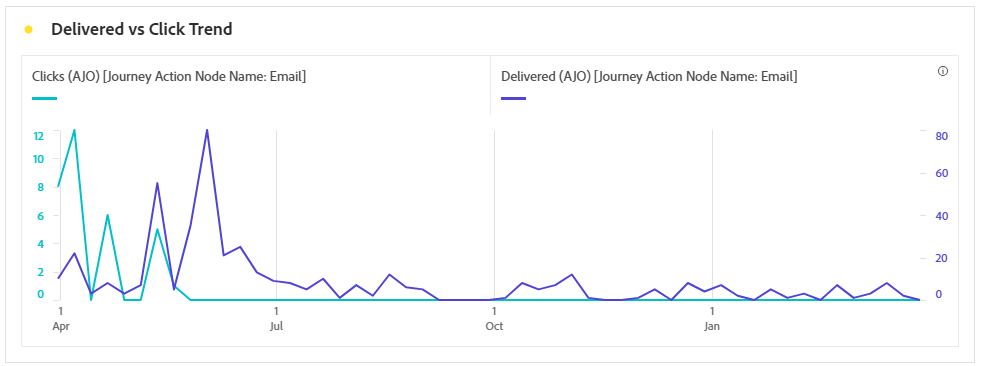 Delivered vs Click Trend
Clicks (AJO) [Journey Action Node Name: Email]
Delivered (AJO) [Journey Action Node Name: Email]
12
10
8
6
4
2
0
80
60
40
20
0
1
Apr
1
Jul
1
Oct
1
Jan